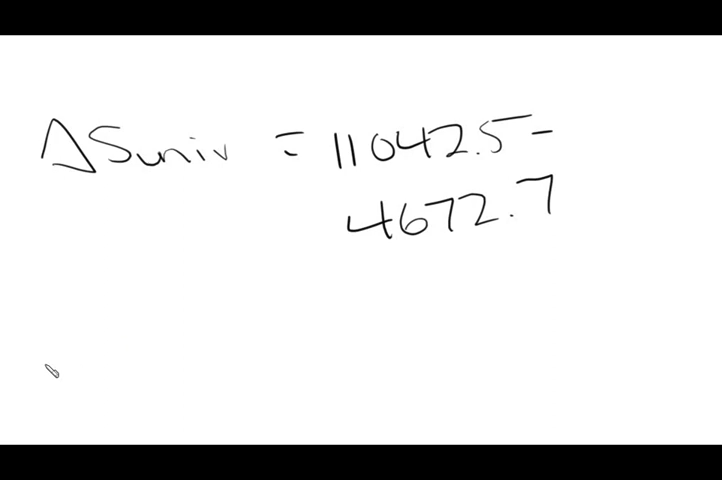 ΔSuniv = 11042.5-
4672.7